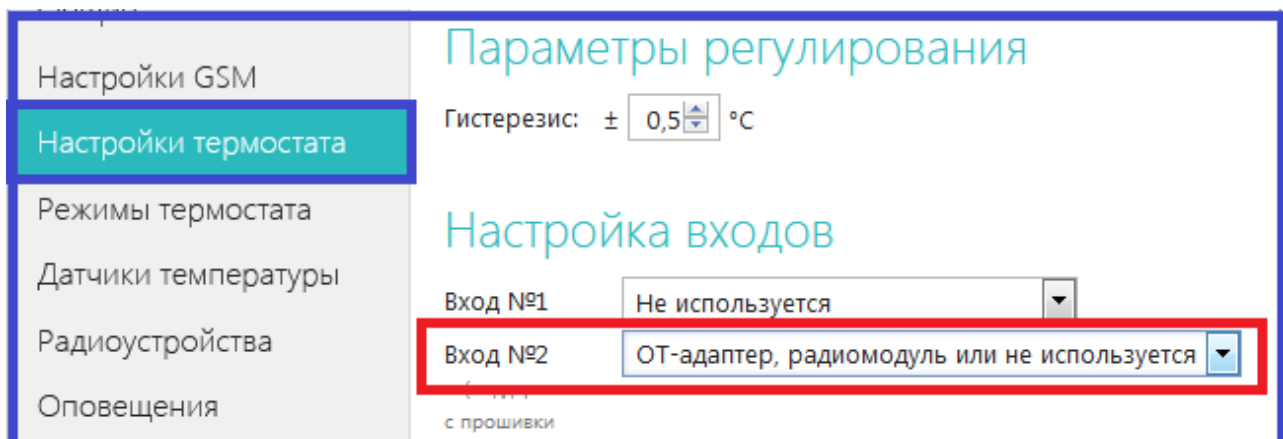 Настройки GSM
Настройки термостата
Режимы термостата
Датчики температуры
Радиоустройства
Оповещения
Параметры регулирования
Гистерезис: ± 0,5 °C
Настройка входов
Вход №1 Не используется
Вход №2 ОТ-адаптер, радиомодуль или не используется
с прошивки